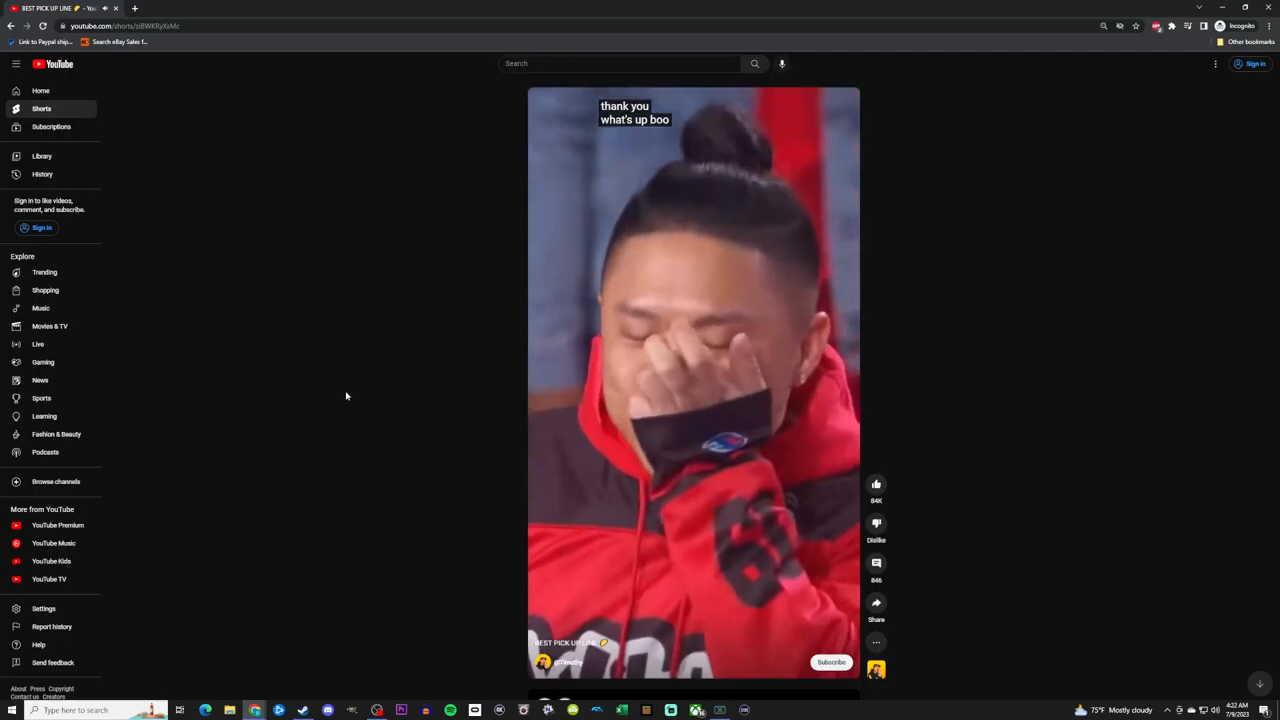 BEST PICK UP LINE 🌮 - You
youtube.com/shorts/ziBWKRyXsMc
Incognito
Link to Paypal ship...
Search eBay Sales f...
Other bookmarks
YouTube
Search
Sign in
Home
Shorts
Subscriptions
Library
History
Sign in to like videos,
comment, and subscribe.
Sign in
Explore
Trending
Shopping
Music
Movies & TV
Live
Gaming
News
Sports
Learning
Fashion & Beauty
Podcasts
Browse channels
More from YouTube
YouTube Premium
YouTube Music
YouTube Kids
YouTube TV
Settings
Report history
Help
Send feedback
About Press Copyright
Contact us Creators
thank you
what's up boo
BEST PICK UP LINE 🌮
@Timothy
Subscribe
84K
Dislike
846
Share
Type here to search
75°F Mostly cloudy
4:22 AM
7/9/2023